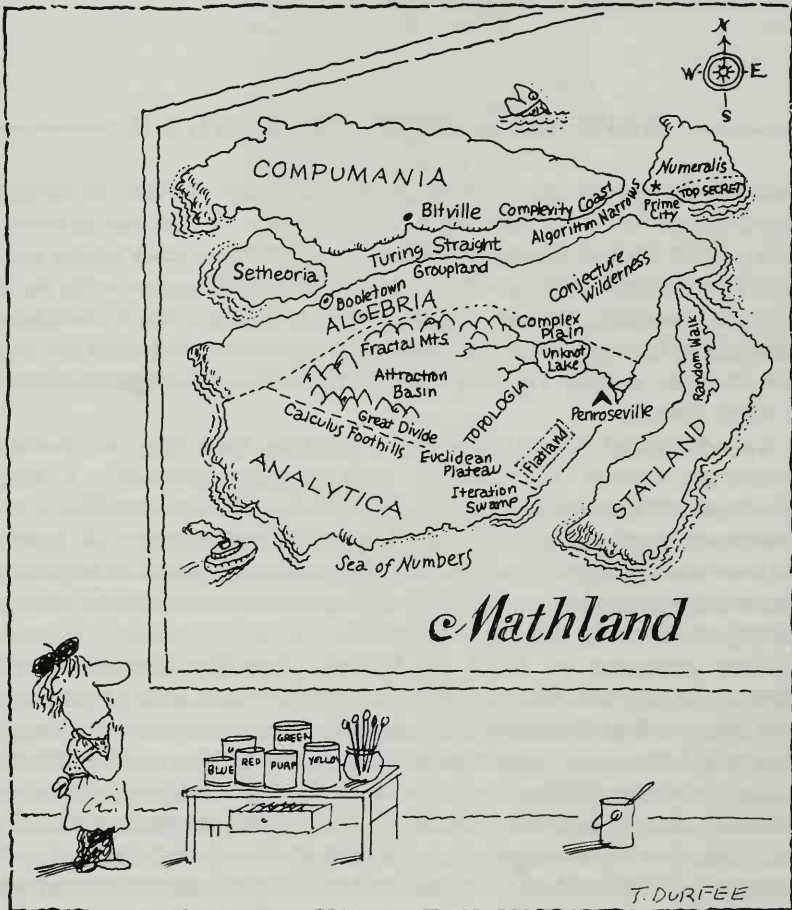 N
W
E
S
COMPUMANIA
Numeralis
TOP SECRET
Prime
City
Bitville
Complexity Coast
Algorithm Narrows
Turing Straight
Groupland
Setheoria
Booletown
ALGEBRIA
Conjecture
Wilderness
Complex
Plain
Fractal Mts.
Unknot
Lake
Random Walk
Attraction
Basin
TOPOLOGIA
Penroseville
Great Divide
Calculus Foothills
Flatland
Euclidean
Plateau
STATLAND
ANALYTICA
Iteration
Swamp
Sea of Numbers
Mathland
GREEN
BLUE
RED
PURP
YELLO
T. DURFEE